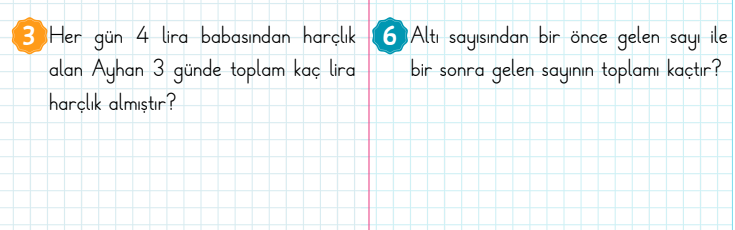 3 Her gün 4 lira babasından harçlık
alan Ayhan 3 günde toplam kaç lira
harçlık almıştır?
6 Altı sayısından bir önce gelen sayı ile
bir sonra gelen sayının toplamı kaçtır?